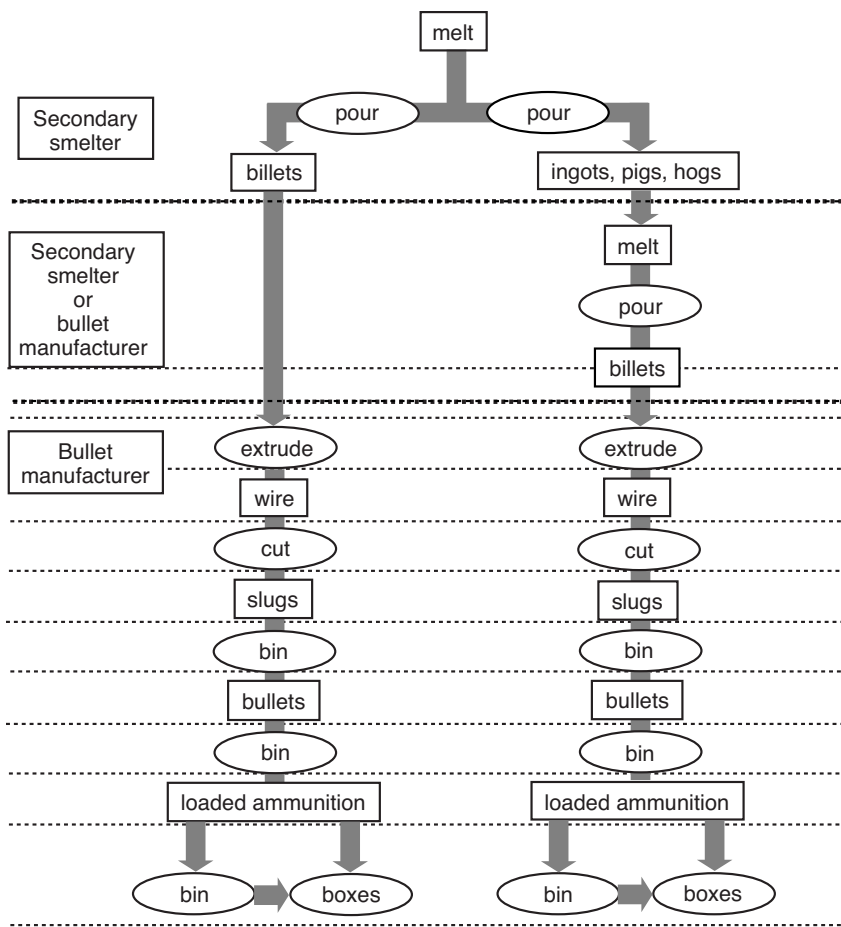 melt
pour
pour
Secondary
smelter
billets
ingots, pigs, hogs
Secondary
smelter
or
bullet
manufacturer
melt
pour
billets
Bullet
manufacturer
extrude
extrude
wire
wire
cut
cut
slugs
slugs
bin
bin
bullets
bullets
bin
bin
loaded ammunition
loaded ammunition
bin
boxes
bin
boxes